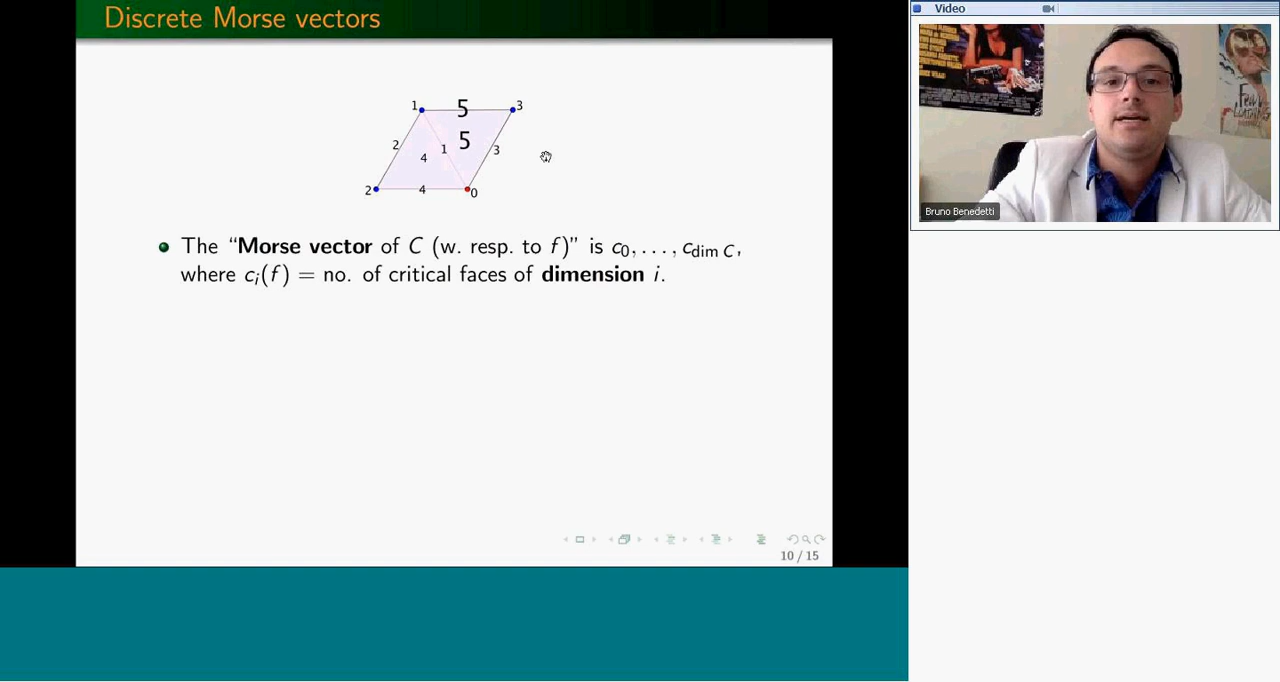 Discrete Morse vectors
1 5 3
2 4 1 5 3
2 4 0
The “Morse vector of C (w. resp. to f)” is c₀, . . . , c_dim C,
where cᵢ(f) = no. of critical faces of dimension i.
10 / 15
Video
Bruno Benedetti